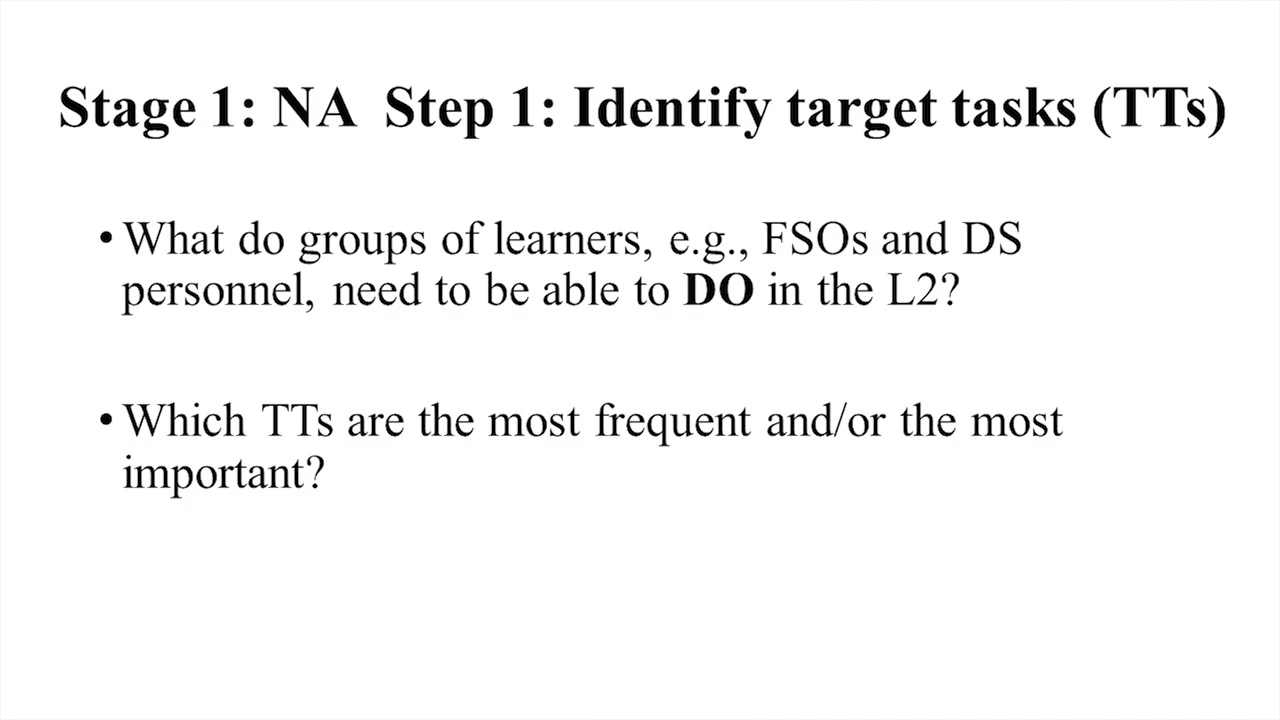 Stage 1: NA  Step 1: Identify target tasks (TTs)
• What do groups of learners, e.g., FSOs and DS
personnel, need to be able to DO in the L2?
• Which TTs are the most frequent and/or the most
important?